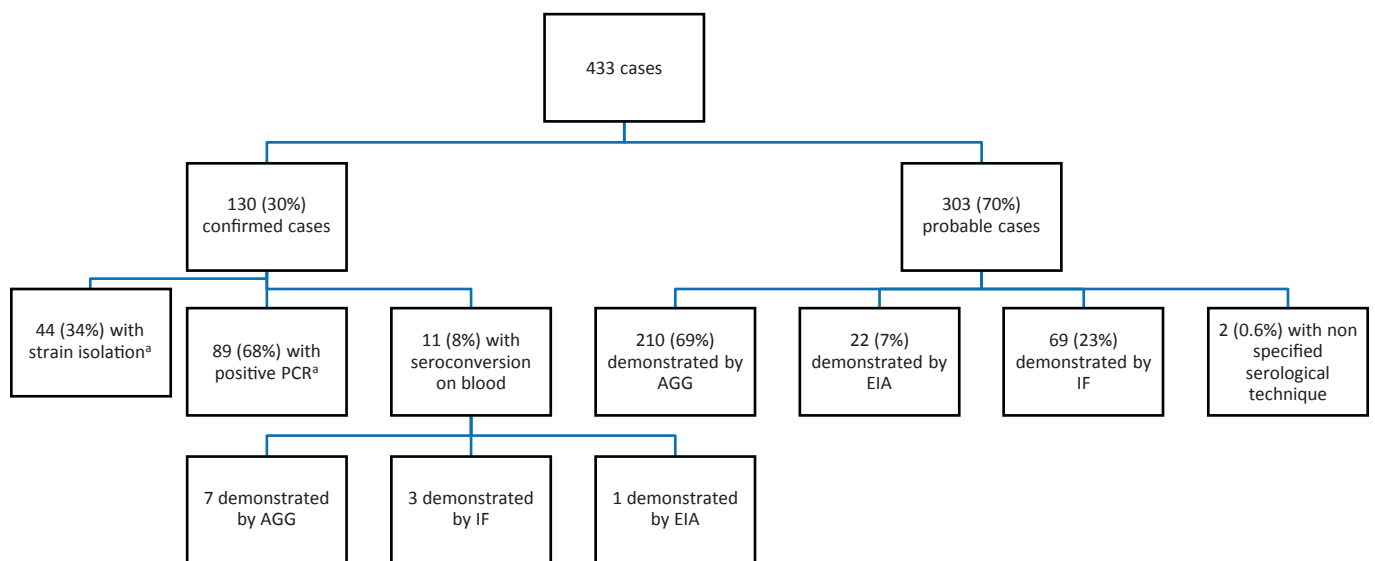 433 cases
130 (30%)
confirmed cases
303 (70%)
probable cases
44 (34%) with
strain isolationᵃ
89 (68%) with
positive PCRᵃ
11 (8%) with
seroconversion
on blood
210 (69%)
demonstrated by
AGG
22 (7%)
demonstrated by
EIA
69 (23%)
demonstrated by
IF
2 (0.6%) with non
specified
serological
technique
7 demonstrated
by AGG
3 demonstrated
by IF
1 demonstrated
by EIA